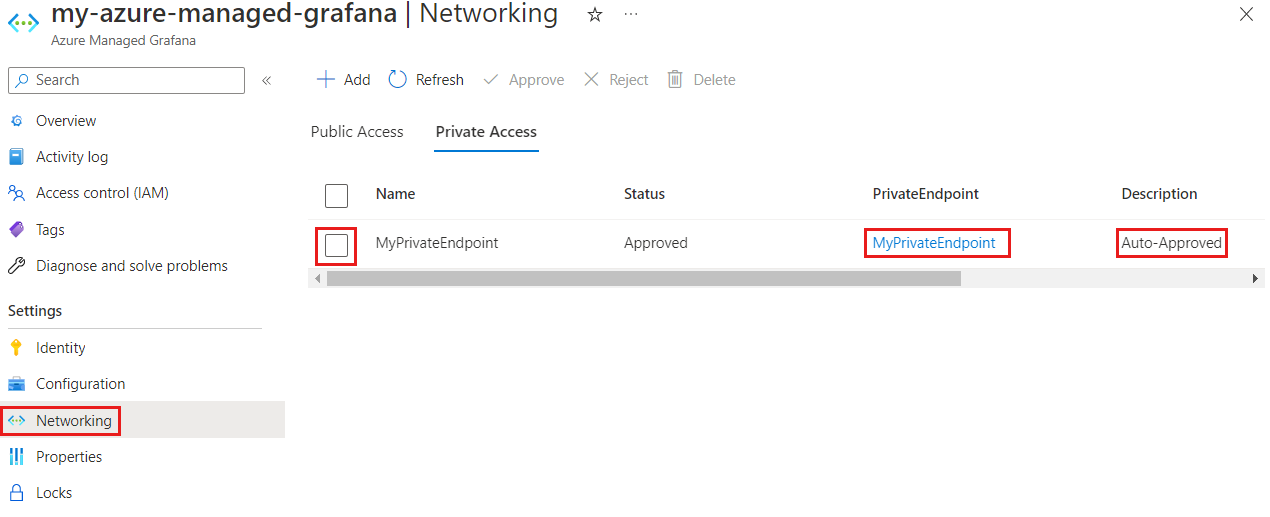 my-azure-managed-grafana | Networking
Azure Managed Grafana
Search
Add Refresh Approve Reject Delete
Overview
Activity log
Access control (IAM)
Tags
Diagnose and solve problems
Settings
Identity
Configuration
Networking
Properties
Locks
Public Access Private Access
Name Status PrivateEndpoint Description
MyPrivateEndpoint Approved MyPrivateEndpoint Auto-Approved